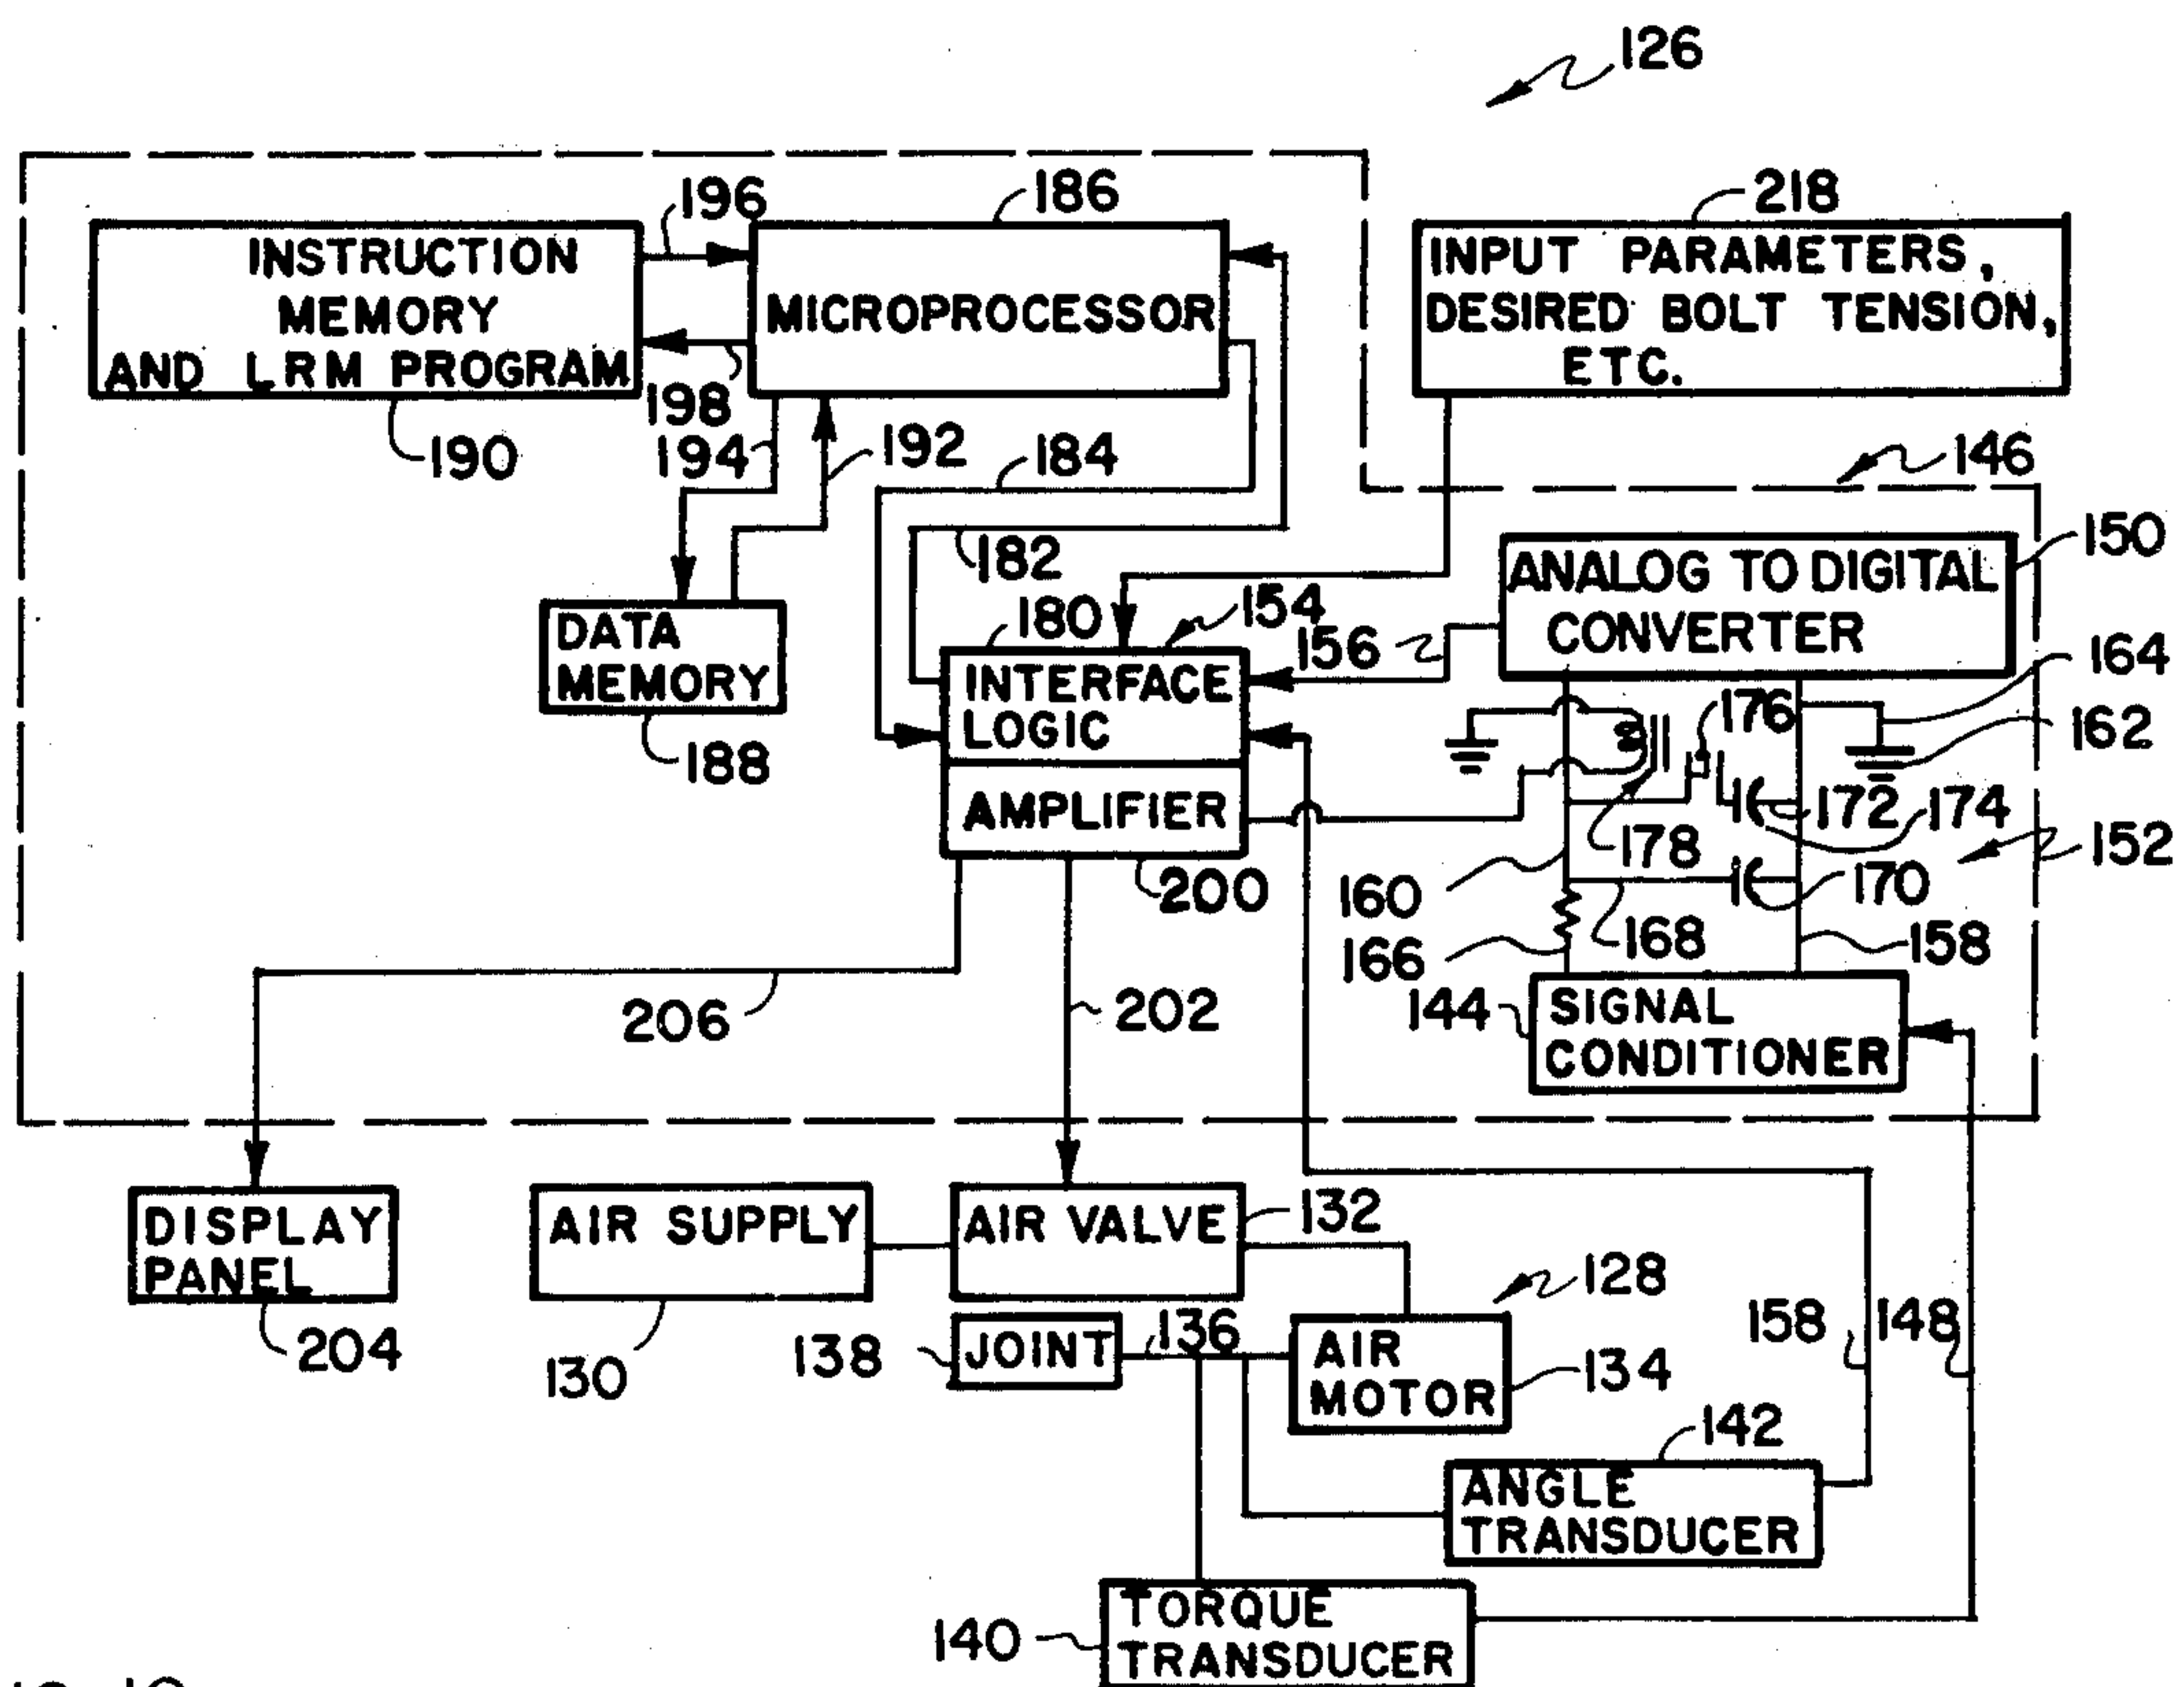 126
196
186
218
INSTRUCTION
MEMORY
AND LRM PROGRAM
MICROPROCESSOR
INPUT PARAMETERS,
DESIRED BOLT TENSION,
ETC.
198
190
194
192
184
146
182
150
ANALOG TO DIGITAL
CONVERTER
180
154
156
164
DATA
MEMORY
INTERFACE
LOGIC
176
162
188
AMPLIFIER
172
174
178
152
200
160
170
168
158
166
206
202
144
SIGNAL
CONDITIONER
DISPLAY
PANEL
AIR SUPPLY
AIR VALVE
132
128
204
130
138
JOINT
136
AIR
MOTOR
134
158
148
142
ANGLE
TRANSDUCER
140
TORQUE
TRANSDUCER